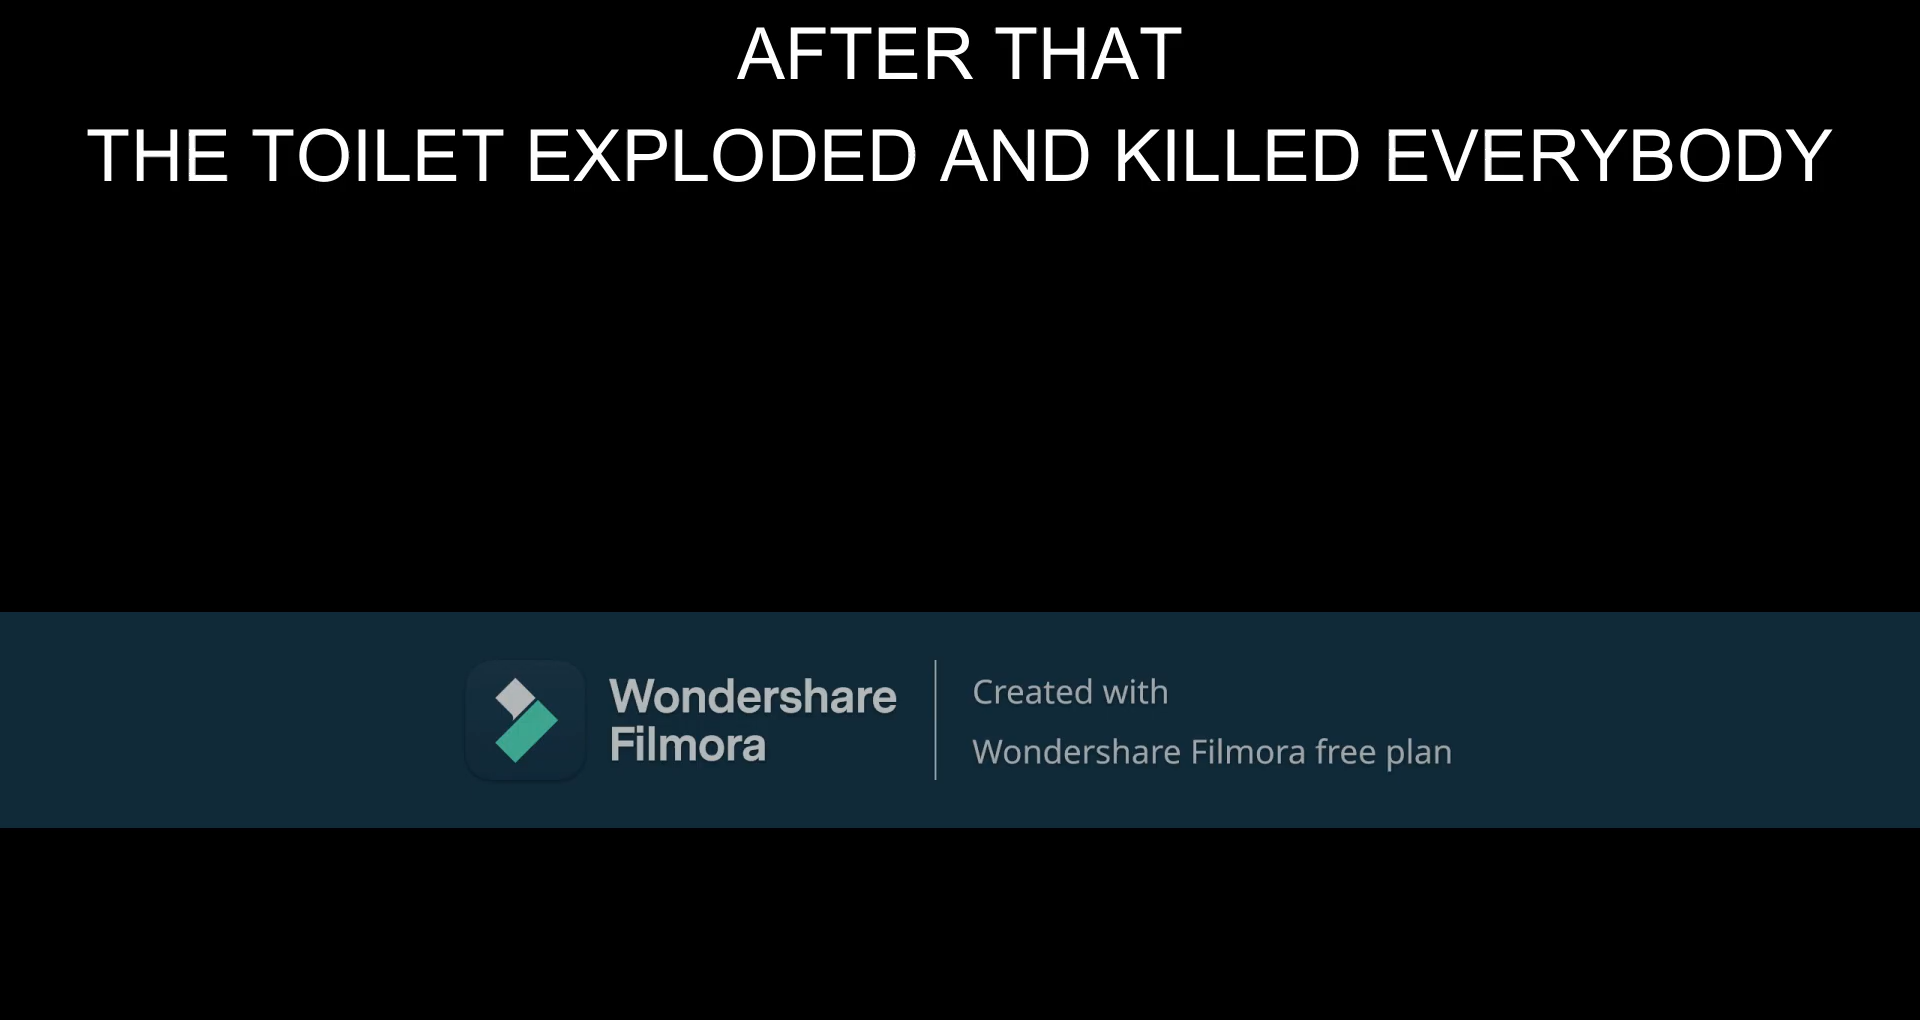 AFTER THAT
THE TOILET EXPLODED AND KILLED EVERYBODY
Wondershare
Filmora
Created with
Wondershare Filmora free plan